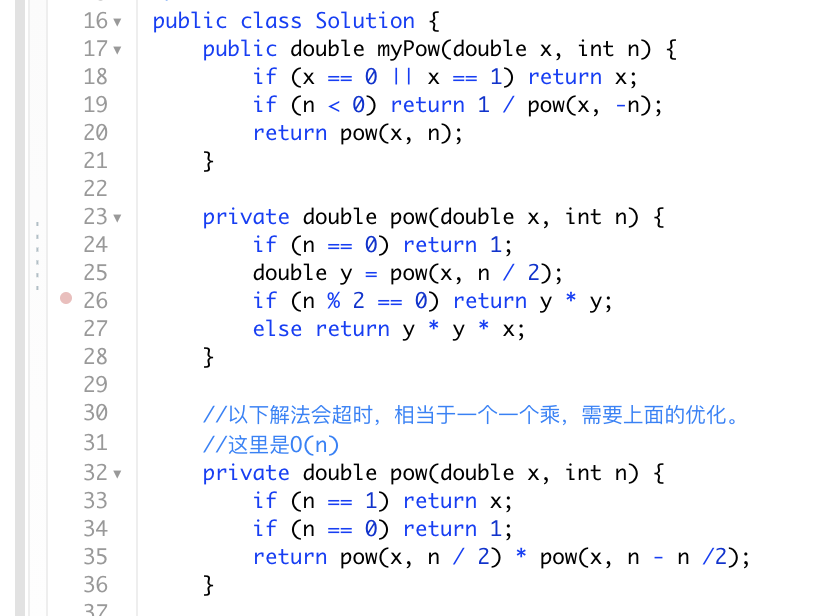 16 public class Solution {
17 public double myPow(double x, int n) {
18 if (x == 0 || x == 1) return x;
19 if (n < 0) return 1 / pow(x, -n);
20 return pow(x, n);
21 }
22
23 private double pow(double x, int n) {
24 if (n == 0) return 1;
25 double y = pow(x, n / 2);
26 if (n % 2 == 0) return y * y;
27 else return y * y * x;
28 }
29
30 //以下解法会超时，相当于一个一个乘，需要上面的优化。
31 //这里是O(n)
32 private double pow(double x, int n) {
33 if (n == 1) return x;
34 if (n == 0) return 1;
35 return pow(x, n / 2) * pow(x, n - n /2);
36 }
37